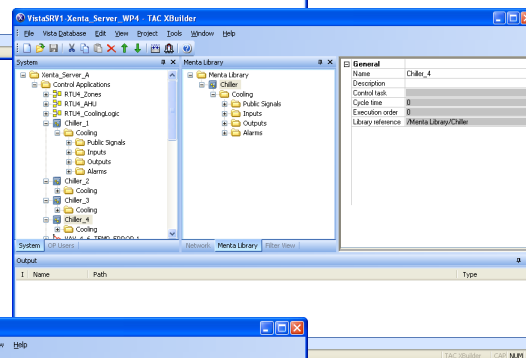 VistaSRV1-Xenta_Server_WP4 - TAC XBuilder
File Vista Database Edit View Project Tools Window Help
System
Xenta_Server_A
Control Applications
RTU4_Zones
RTU4_AHU
RTU4_CoolingLogic
Chiller_1
Cooling
Public Signals
Inputs
Outputs
Alarms
Chiller_2
Cooling
Chiller_3
Cooling
Chiller_4
Cooling
System OP Users
Menta Library
Menta Library
Chiller
Cooling
Public Signals
Inputs
Outputs
Alarms
Network Menta Library Filter View
General
Name Chiller_4
Description
Control task
Cycle time 0
Execution order 0
Library reference /Menta Library/Chiller
Output
I Name Path Type
Help
TAC XBuilder CAP NUM